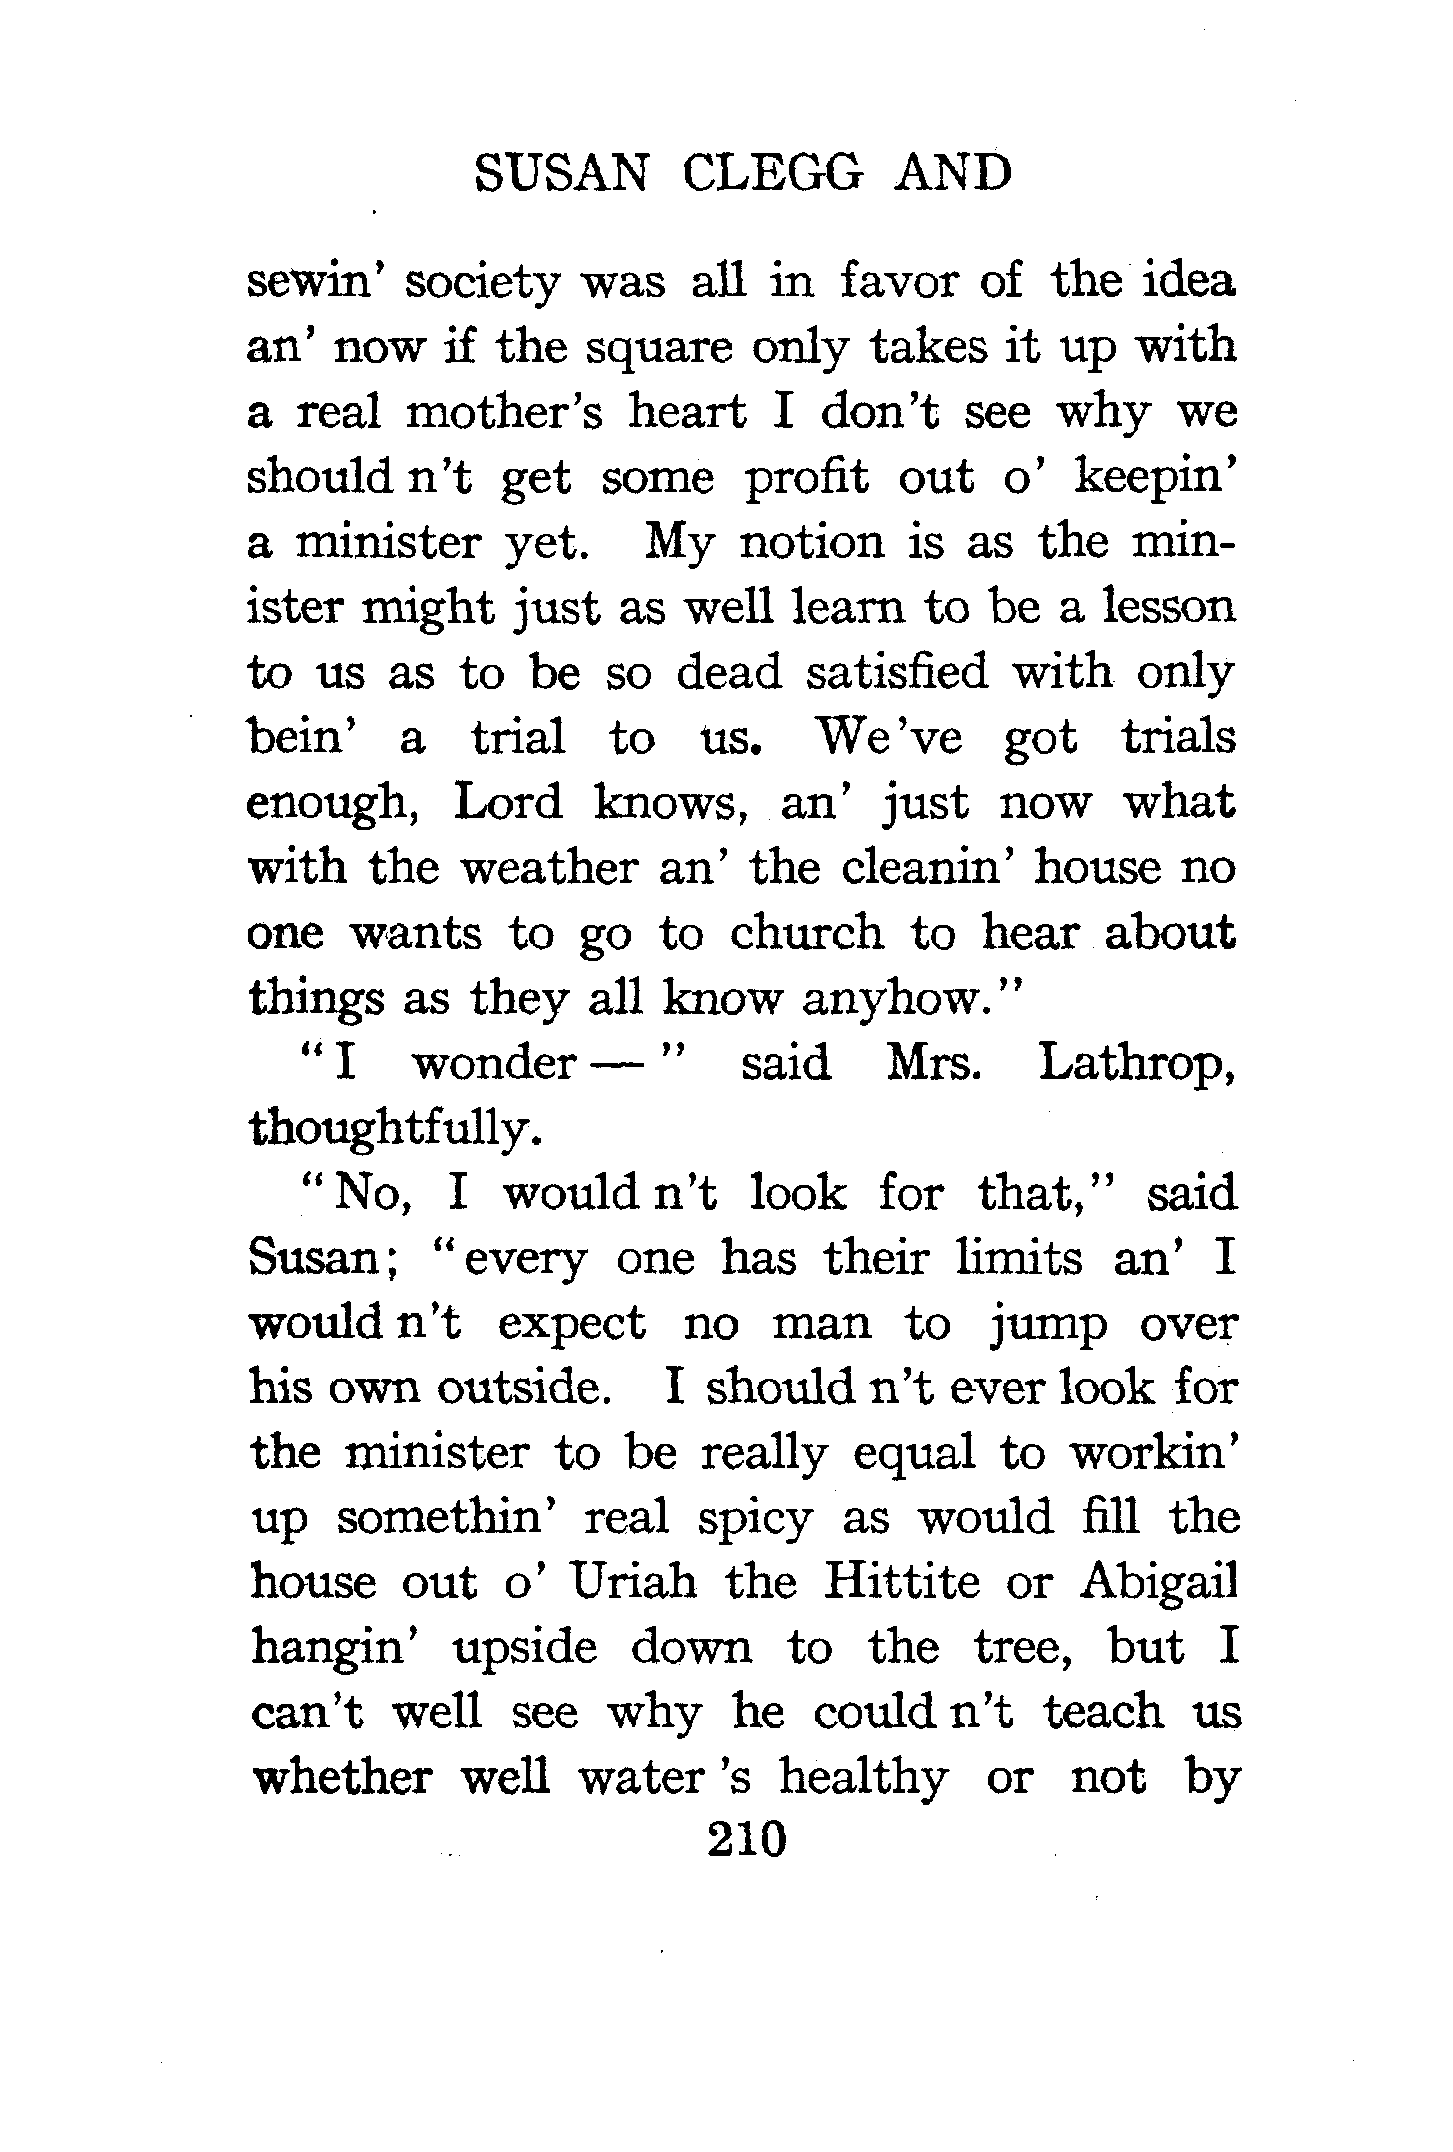 SUSAN CLEGG AND
sewin' society was all in favor of the idea
an' now if the square only takes it up with
a real mother's heart I don't see why we
should n't get some profit out o' keepin'
a minister yet. My notion is as the min-
ister might just as well learn to be a lesson
to us as to be so dead satisfied with only
bein' a trial to us. We've got trials
enough, Lord knows, an' just now what
with the weather an' the cleanin' house no
one wants to go to church to hear about
things as they all know anyhow."
"I wonder — " said Mrs. Lathrop,
thoughtfully.
"No, I would n't look for that," said
Susan; "every one has their limits an' I
would n't expect no man to jump over
his own outside. I should n't ever look for
the minister to be really equal to workin'
up somethin' real spicy as would fill the
house out o' Uriah the Hittite or Abigail
hangin' upside down to the tree, but I
can't well see why he could n't teach us
whether well water 's healthy or not by
210